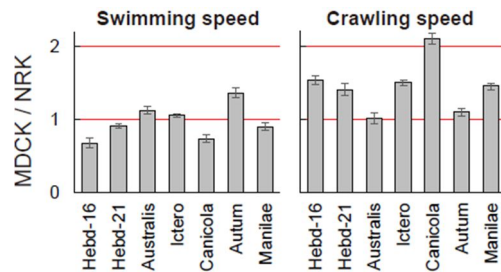 Swimming speed
Crawling speed
MDCK / NRK
2
1
0
Hebd-16
Hebd-21
Australis
Ictero
Canicola
Autum
Manilae
Hebd-16
Hebd-21
Australis
Ictero
Canicola
Autum
Manilae